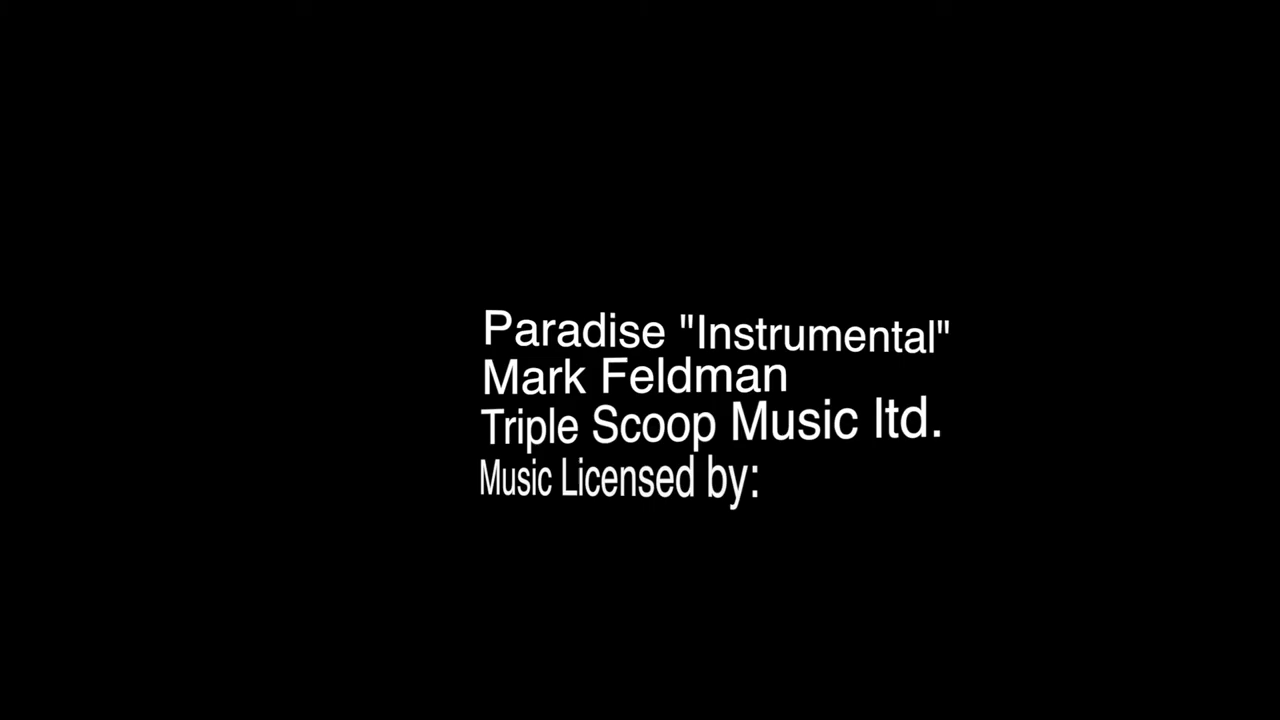 Paradise "Instrumental"
Mark Feldman
Triple Scoop Music ltd.
Music Licensed by: